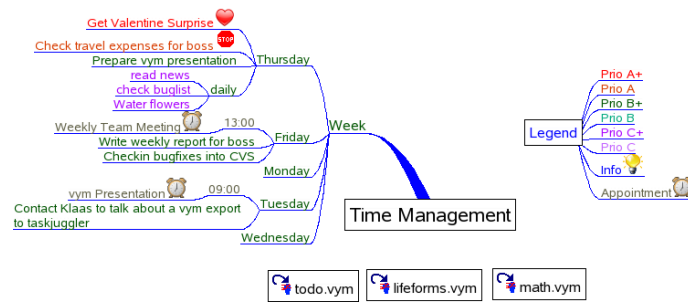 Get Valentine Surprise
STOP
Check travel expenses for boss
Prepare vym presentation
Thursday
read news
check buglist
daily
Water flowers
Weekly Team Meeting
13:00
Write weekly report for boss
Friday
Checkin bugfixes into CVS
Week
Monday
vym Presentation
09:00
Contact Klaas to talk about a vym export
to taskjuggler
Tuesday
Wednesday
Time Management
Legend
Prio A+
Prio A
Prio B+
Prio B
Prio C+
Prio C
Info
Appointment
todo.vym
lifeforms.vym
math.vym